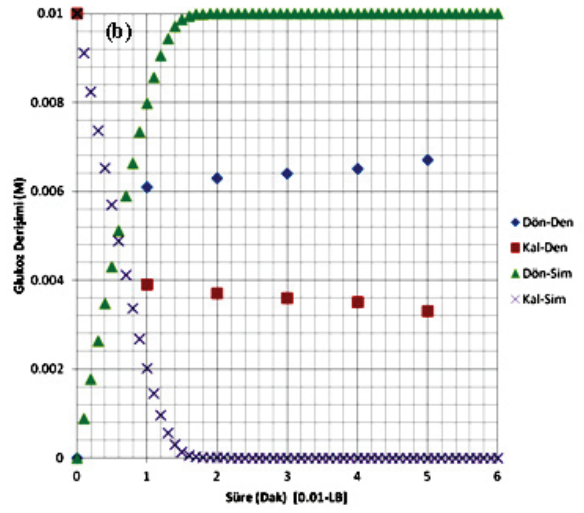 (b)
0.01
0.008
0.006
0.004
0.002
0
0 1 2 3 4 5 6
Glukoz Derişimi (M)
Süre (Dak) [0.01-LB]
Dön-Den
Kal-Den
Dön-Sim
Kal-Sim